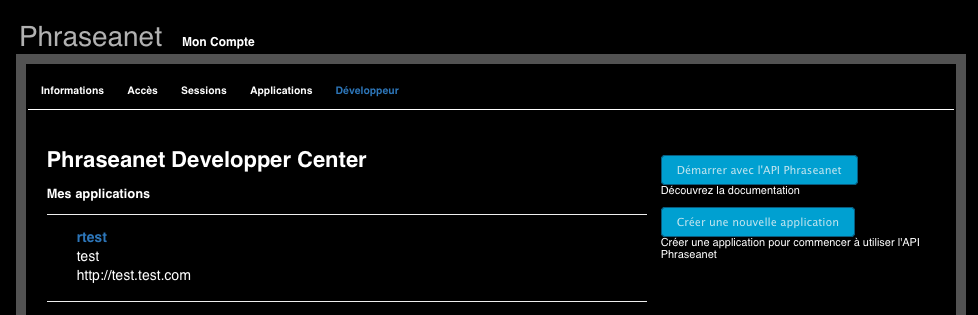 Phraseanet Mon Compte
Informations Accès Sessions Applications Développeur
Phraseanet Developper Center
Mes applications
rtest
test
http://test.test.com
Démarrer avec l'API Phraseanet
Découvrez la documentation
Créer une nouvelle application
Créer une application pour commencer à utiliser l'API
Phraseanet